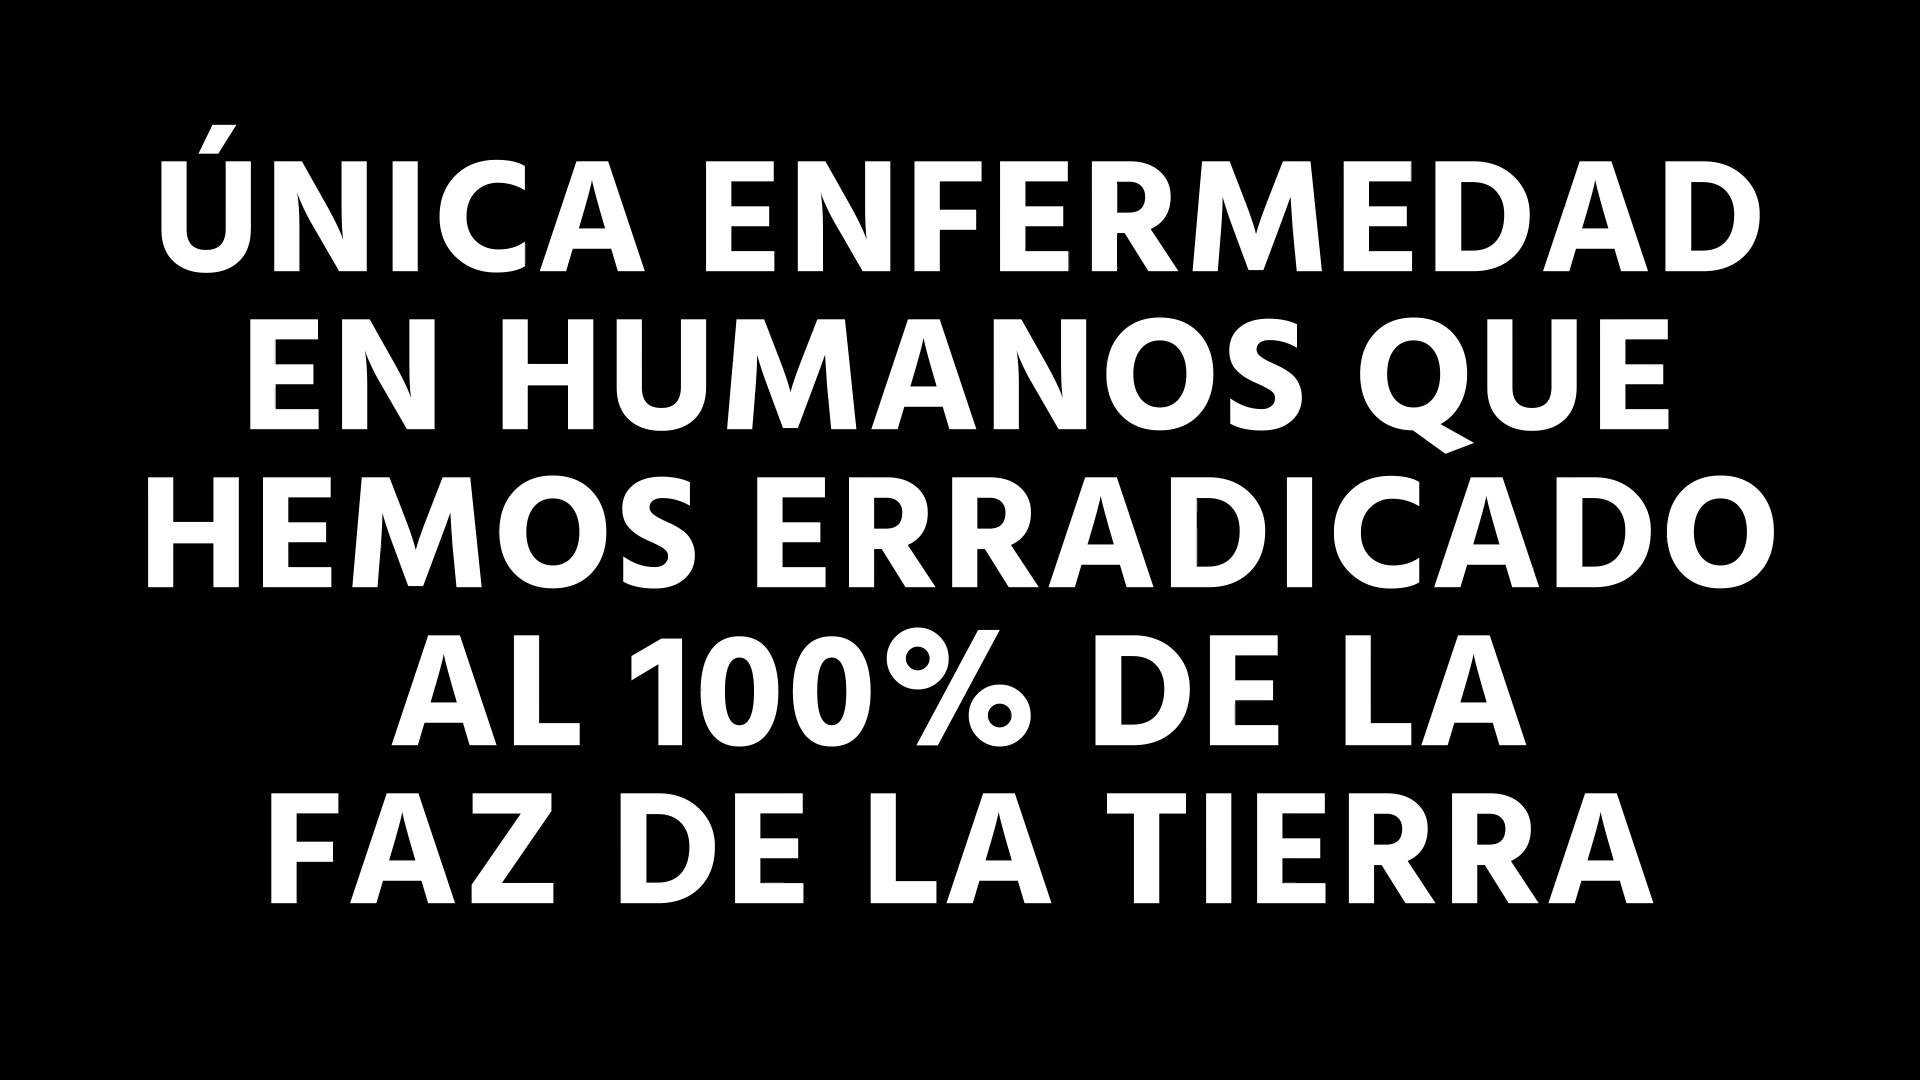 ÚNICA ENFERMEDAD
EN HUMANOS QUE
HEMOS ERRADICADO
AL 100% DE LA
FAZ DE LA TIERRA